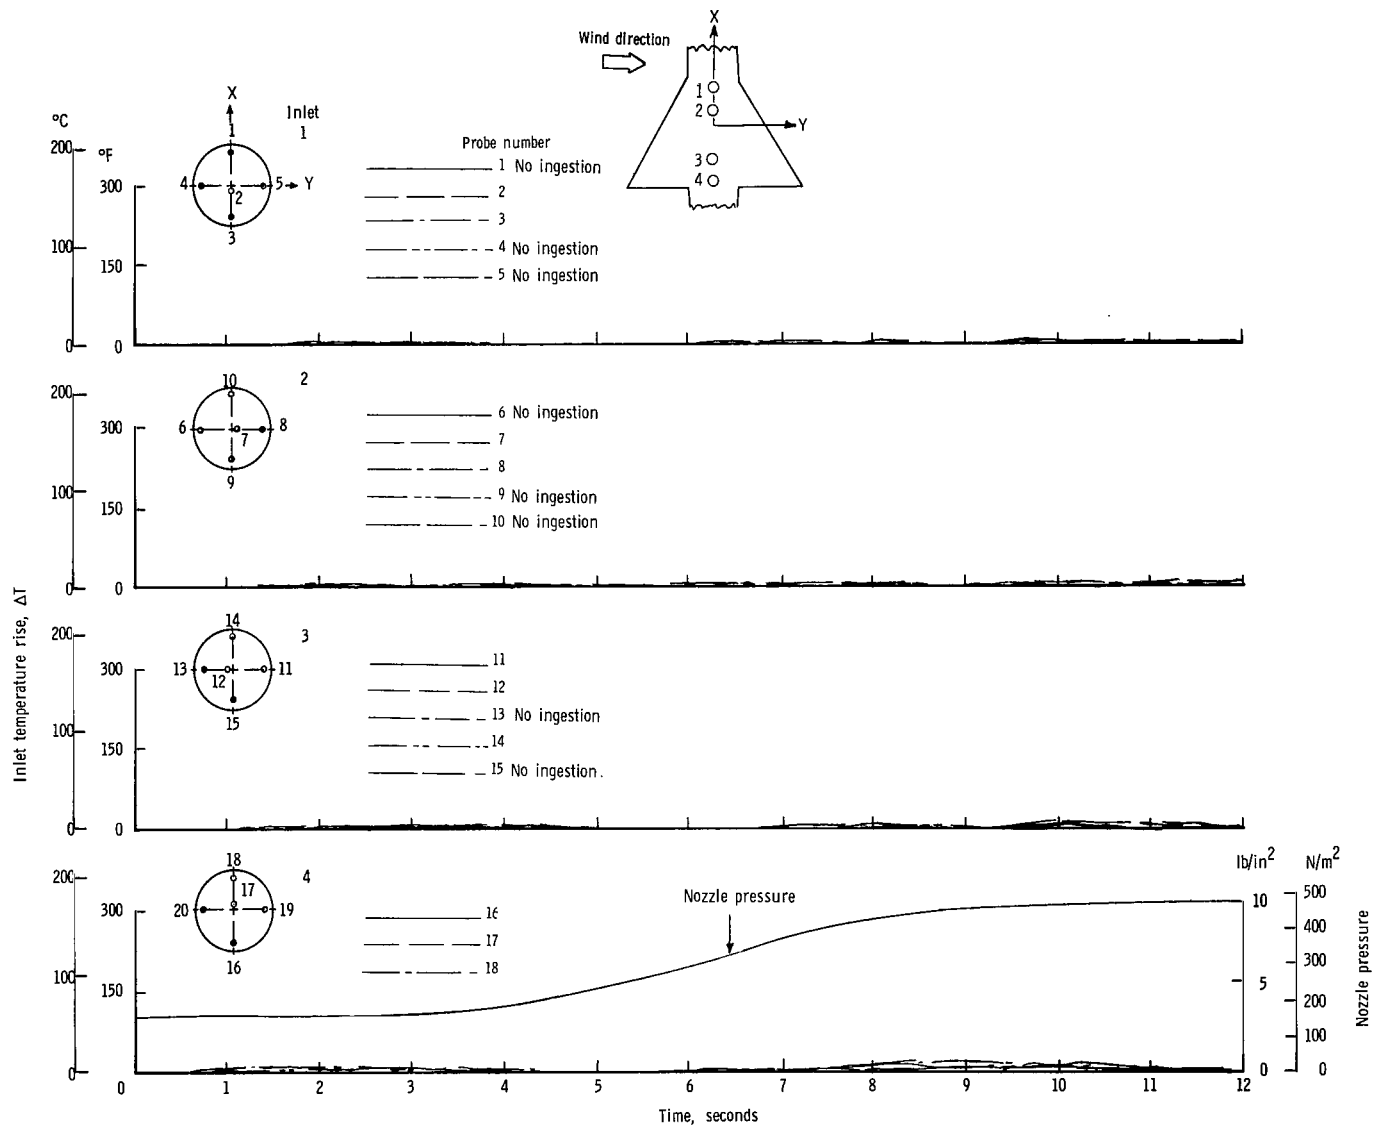 X
Wind direction
1
2
Y
3
4
X
Inlet
1
1
4
5
Y
2
3
°C
200
100
0
°F
300
150
0
Probe number
1 No ingestion
2
3
4 No ingestion
5 No ingestion
10
2
6
8
7
9
200
100
0
300
150
0
6 No ingestion
7
8
9 No ingestion
10 No ingestion
14
3
13
11
12
15
200
100
0
300
150
0
11
12
13 No ingestion
14
15 No ingestion.
Inlet temperature rise, ΔT
18
4
17
20
19
16
200
100
0
300
150
0
16
17
18
Nozzle pressure
lb/in²
10
5
0
N/m²
500
400
300
200
100
0
Nozzle pressure
1 2 3 4 5 6 7 8 9 10 11 12
Time, seconds